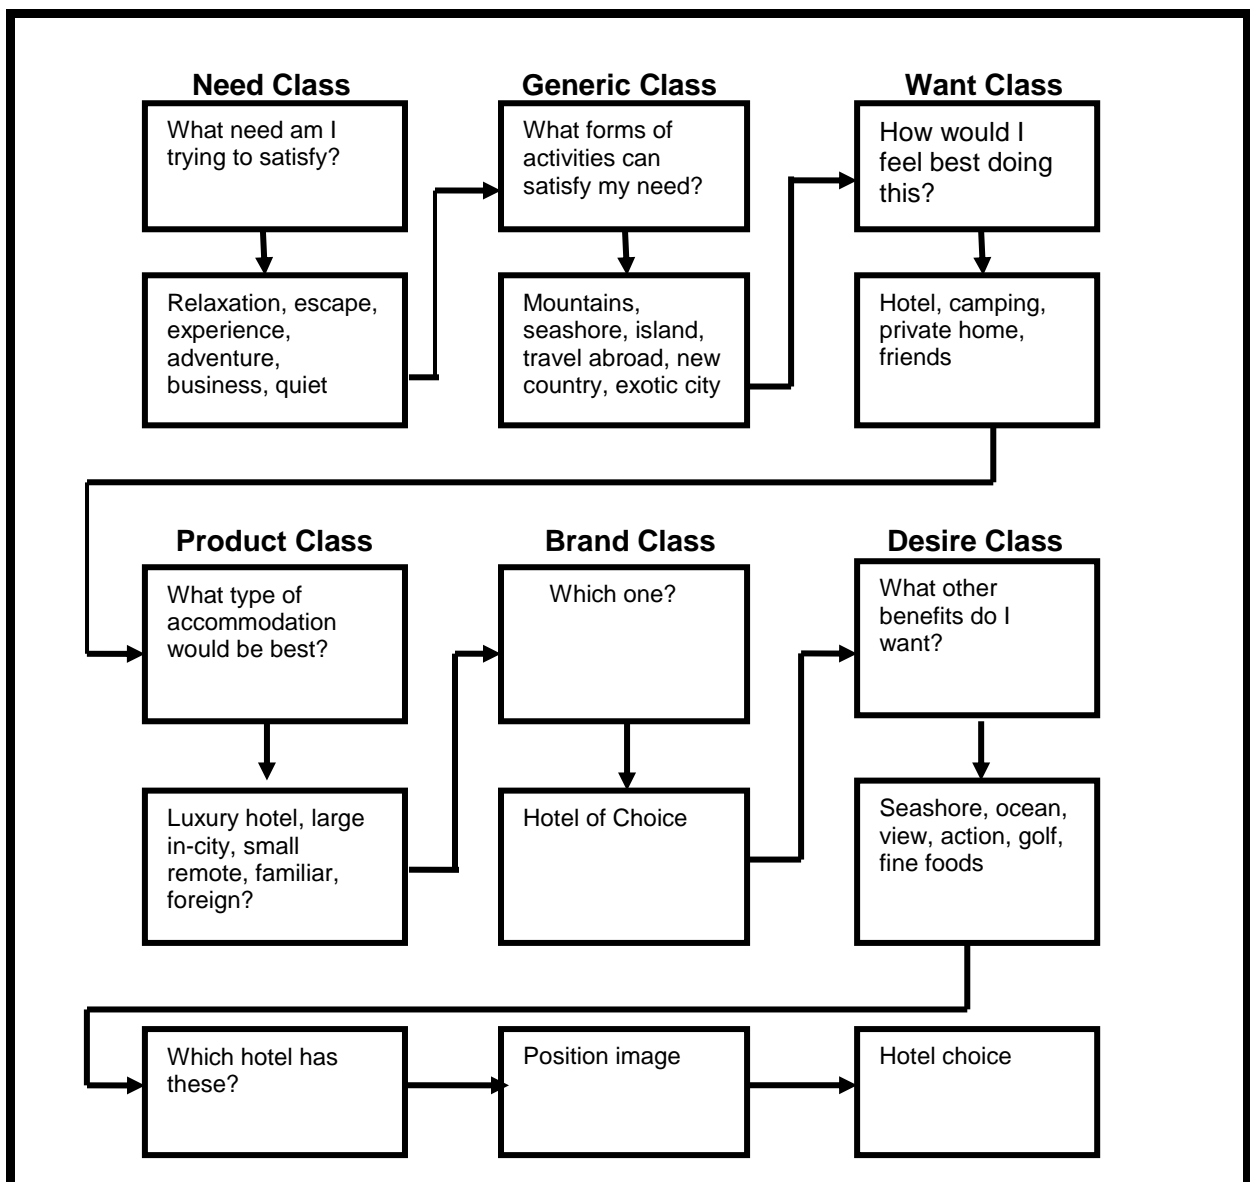 Need Class
Generic Class
Want Class
What need am I
trying to satisfy?
What forms of
activities can
satisfy my need?
How would I
feel best doing
this?
Relaxation, escape,
experience,
adventure,
business, quiet
Mountains,
seashore, island,
travel abroad, new
country, exotic city
Hotel, camping,
private home,
friends
Product Class
Brand Class
Desire Class
What type of
accommodation
would be best?
Which one?
What other
benefits do I
want?
Luxury hotel, large
in-city, small
remote, familiar,
foreign?
Hotel of Choice
Seashore, ocean,
view, action, golf,
fine foods
Which hotel has
these?
Position image
Hotel choice